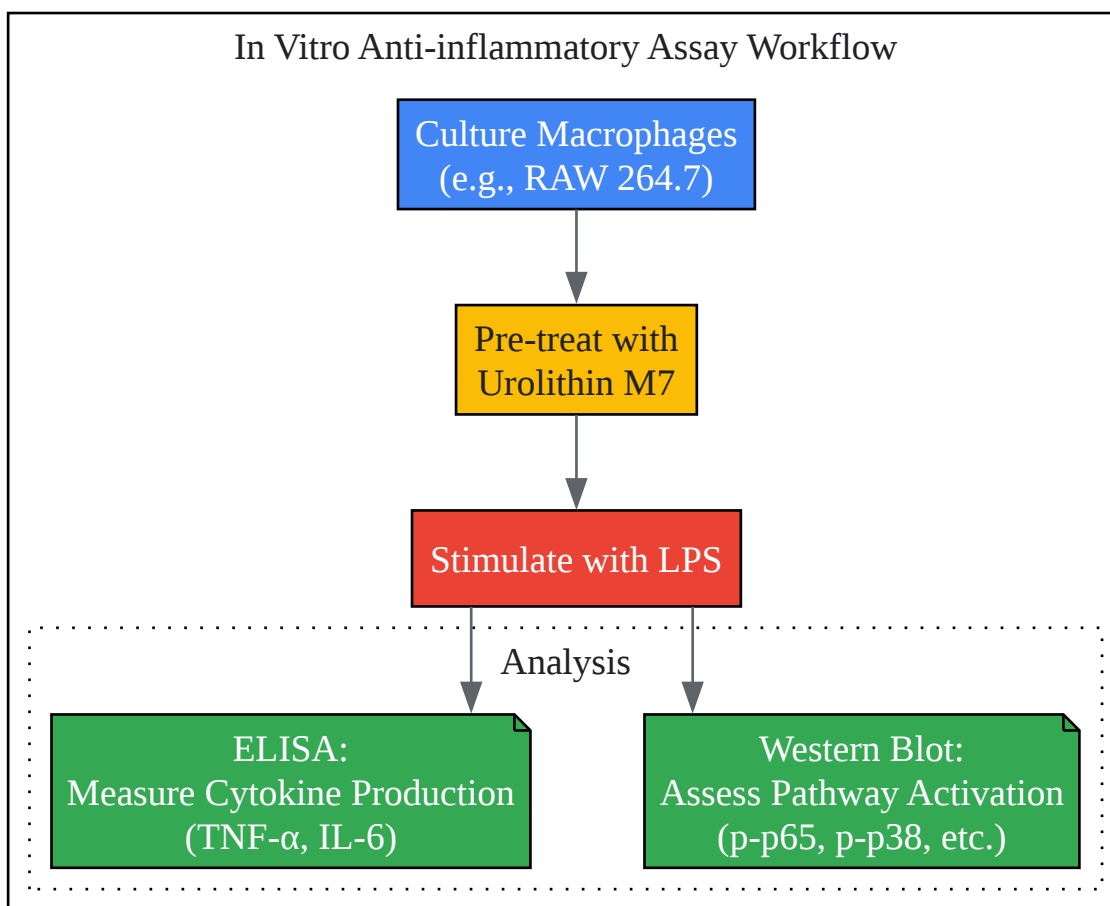 In Vitro Anti-inflammatory Assay Workflow
Culture Macrophages
(e.g., RAW 264.7)
Pre-treat with
Urolithin M7
Stimulate with LPS
Analysis
ELISA:
Measure Cytokine Production
(TNF-α, IL-6)
Western Blot:
Assess Pathway Activation
(p-p65, p-p38, etc.)